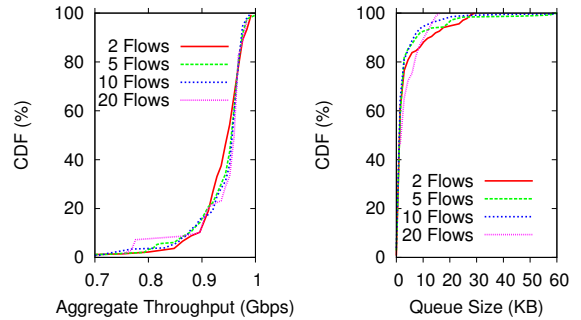 100
80
60
40
20
0
CDF (%)
2 Flows
5 Flows
10 Flows
20 Flows
0.7
0.8
0.9
1
Aggregate Throughput (Gbps)
100
80
60
40
20
0
CDF (%)
2 Flows
5 Flows
10 Flows
20 Flows
0
10
20
30
40
50
60
Queue Size (KB)